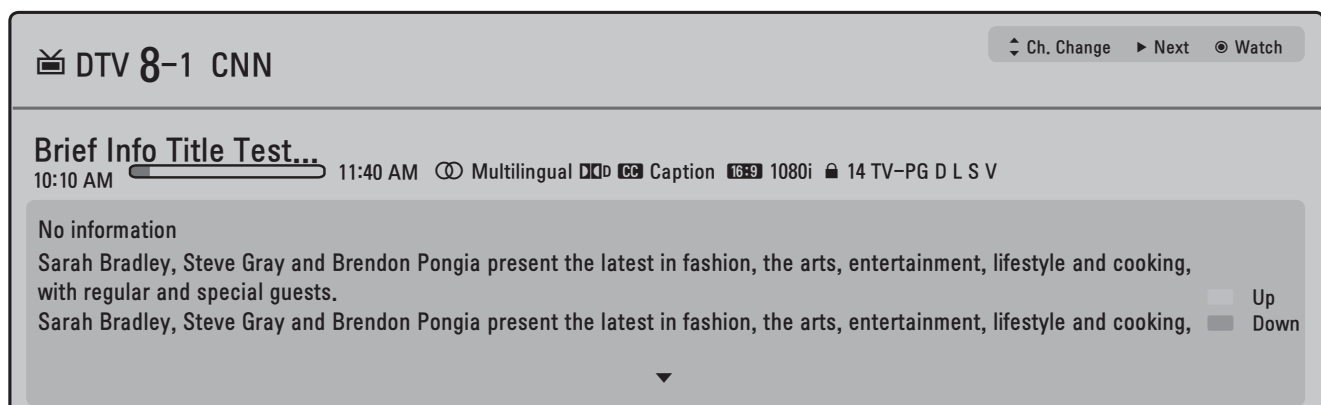 DTV 8-1 CNN
Ch. Change Next Watch
Brief Info Title Test...
10:10 AM 11:40 AM Multilingual DD D CC Caption 16:9 1080i 14 TV-PG D L S V
No information
Sarah Bradley, Steve Gray and Brendon Pongia present the latest in fashion, the arts, entertainment, lifestyle and cooking,
with regular and special guests.
Up
Sarah Bradley, Steve Gray and Brendon Pongia present the latest in fashion, the arts, entertainment, lifestyle and cooking,
Down